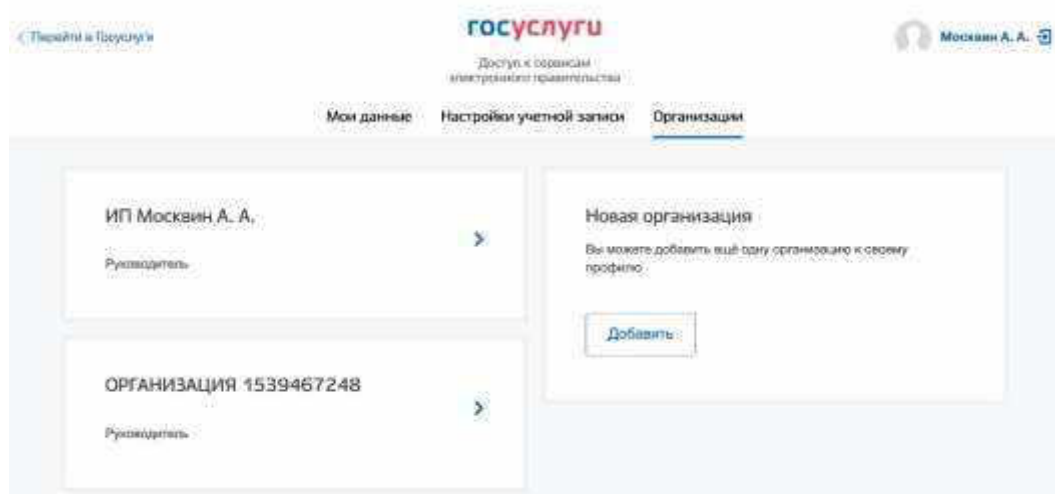 Перейти в Госуслуги
госуслуги
Москвин А. А.
Доступ к сервисам
электронного правительства
Мои данные
Настройки учетной записи
Организации
ИП Москвин А. А.
Руководитель
Новая организация
Вы можете добавить ещё одну организацию к своему
профилю
Добавить
ОРГАНИЗАЦИЯ 1539467248
Руководитель